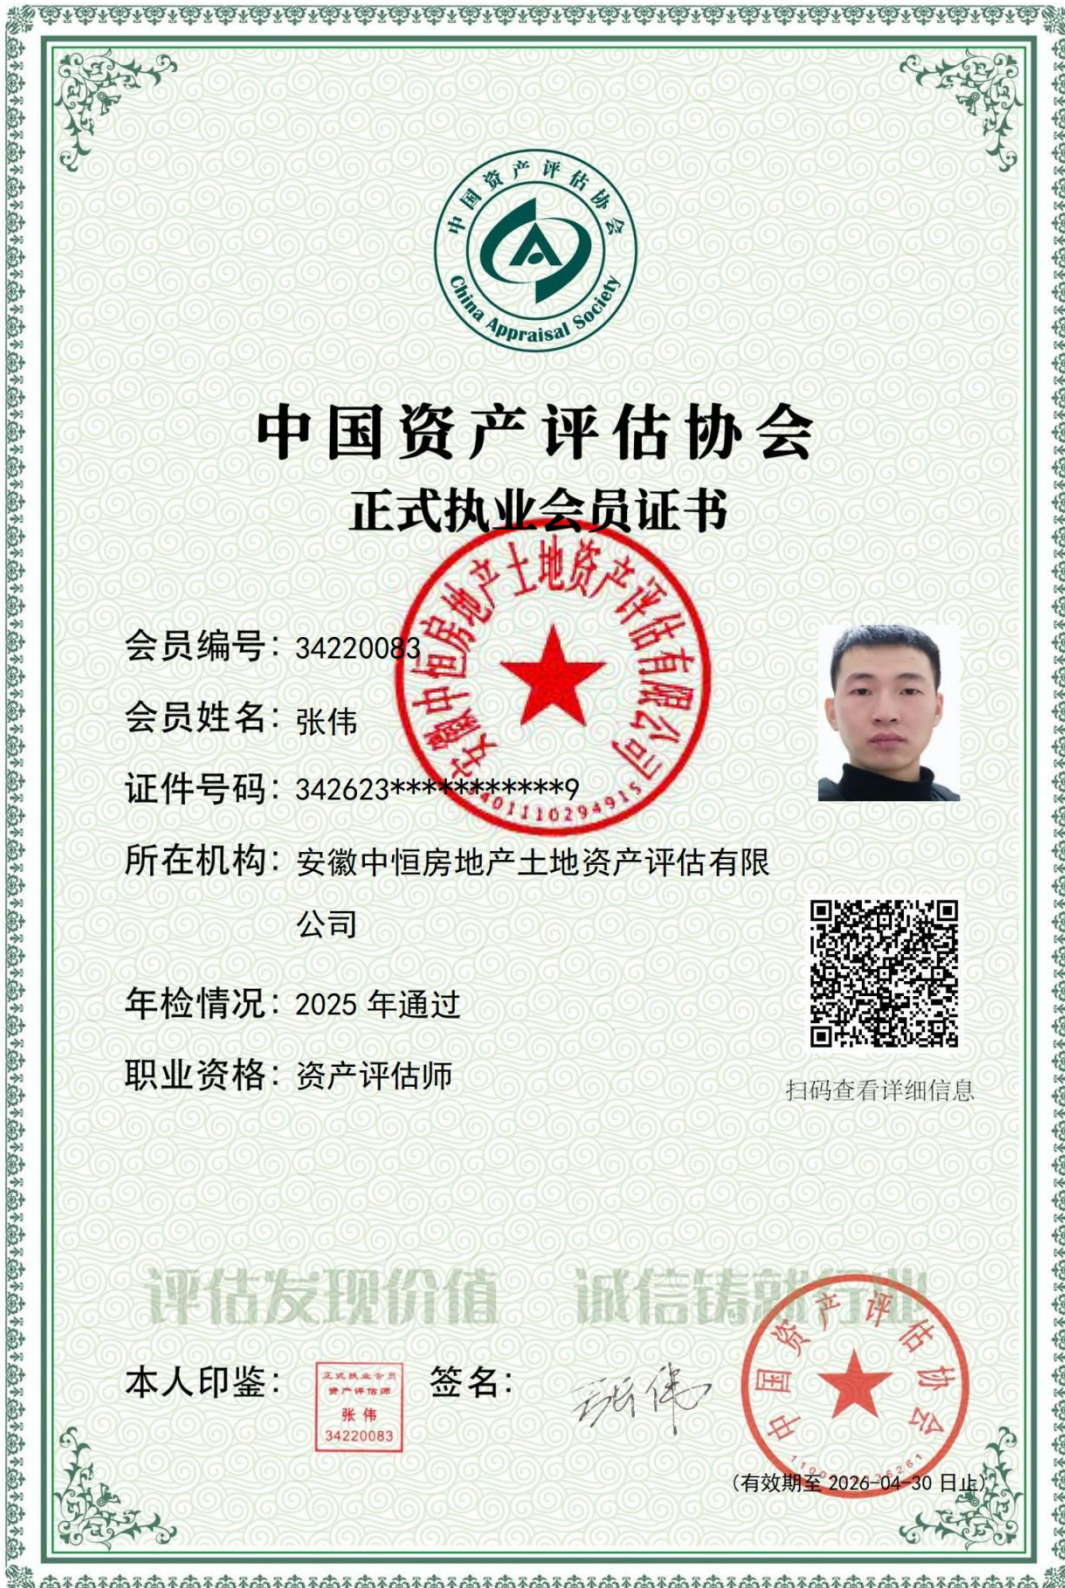 中国资产评估协会
China Appraisal Society
中国资产评估协会
正式执业会员证书
安徽中恒房地产土地资产评估有限公司
3401110294915
会员编号：34220083
会员姓名：张伟
证件号码：342623***********9
所在机构：安徽中恒房地产土地资产评估有限
公司
年检情况：2025 年通过
职业资格：资产评估师
扫码查看详细信息
评估发现价值 诚信铸就行业
本人印鉴：
正式执业会员
资产评估师
张伟
34220083
签名：
张伟
中国资产评估协会
(有效期至 2026-04-30 日止)